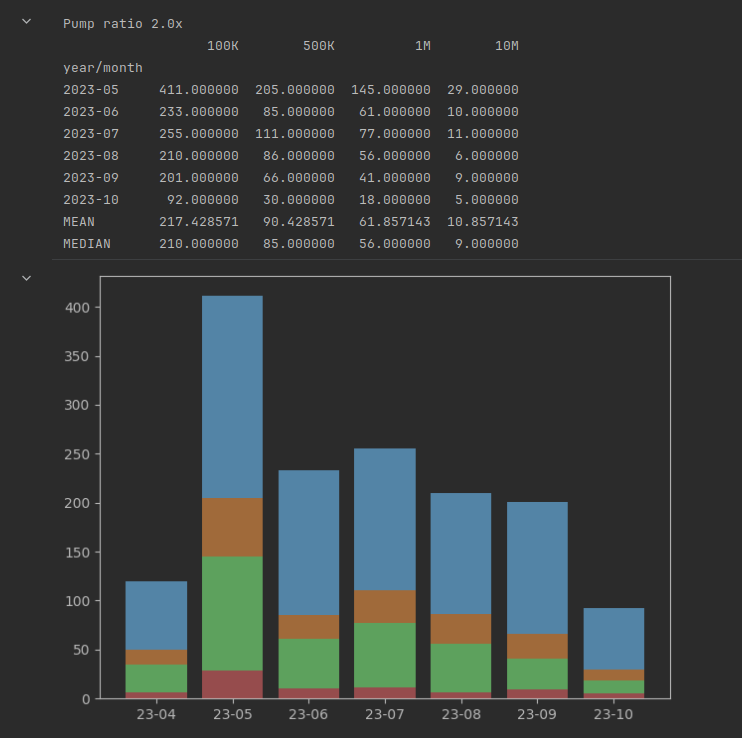 Pump ratio 2.0x
100K 500K 1M 10M
year/month
2023-05 411.000000 205.000000 145.000000 29.000000
2023-06 233.000000 85.000000 61.000000 10.000000
2023-07 255.000000 111.000000 77.000000 11.000000
2023-08 210.000000 86.000000 56.000000 6.000000
2023-09 201.000000 66.000000 41.000000 9.000000
2023-10 92.000000 30.000000 18.000000 5.000000
MEAN 217.428571 90.428571 61.857143 10.857143
MEDIAN 210.000000 85.000000 56.000000 9.000000
400
350
300
250
200
150
100
50
0
23-04 23-05 23-06 23-07 23-08 23-09 23-10